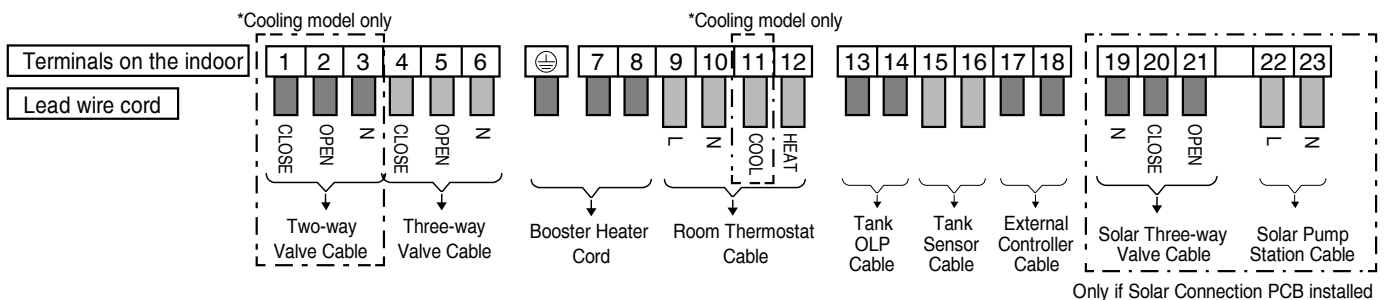 *Cooling model only
*Cooling model only
Terminals on the indoor
1 2 3 4 5 6 7 8 9 10 11 12 13 14 15 16 17 18 19 20 21 22 23
Lead wire cord
CLOSE OPEN N CLOSE OPEN N L N COOL HEAT N CLOSE OPEN L N
Two-way
Valve Cable
Three-way
Valve Cable
Booster Heater
Cord
Room Thermostat
Cable
Tank
OLP
Cable
Tank
Sensor
Cable
External
Controller
Cable
Solar Three-way
Valve Cable
Solar Pump
Station Cable
Only if Solar Connection PCB installed